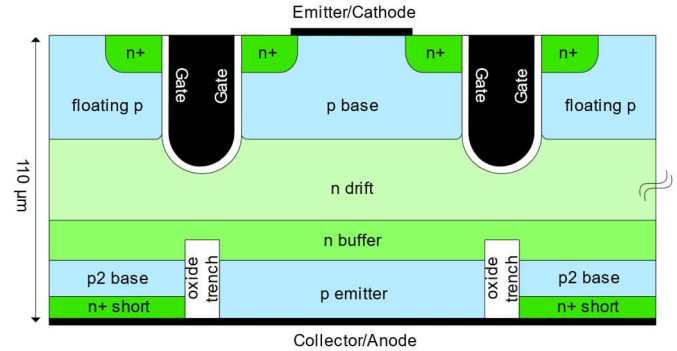 Emitter/Cathode
n+
n+
n+
n+
Gate
Gate
Gate
Gate
floating p
p base
floating p
110 µm
n drift
n buffer
p2 base
oxide
trench
p emitter
oxide
trench
p2 base
n+ short
n+ short
Collector/Anode